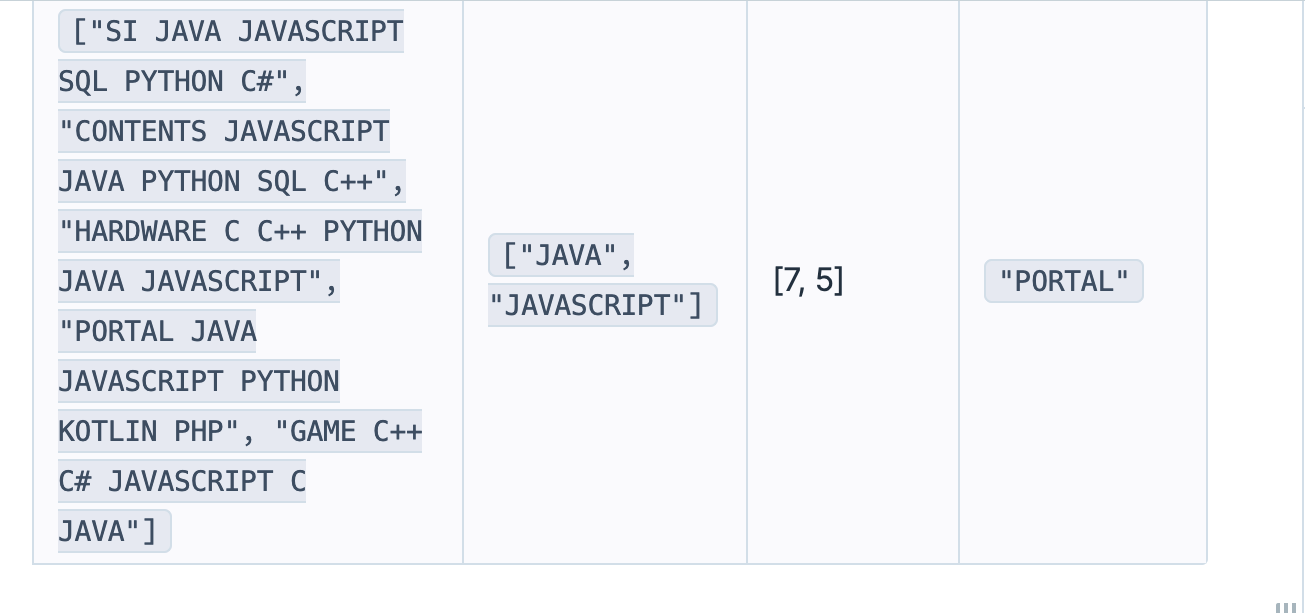 ["SI JAVA JAVASCRIPT
SQL PYTHON C#",
"CONTENTS JAVASCRIPT
JAVA PYTHON SQL C++",
"HARDWARE C C++ PYTHON
JAVA JAVASCRIPT",
"PORTAL JAVA
JAVASCRIPT PYTHON
KOTLIN PHP", "GAME C++
C# JAVASCRIPT C
JAVA"]
["JAVA",
"JAVASCRIPT"]
[7, 5]
"PORTAL"